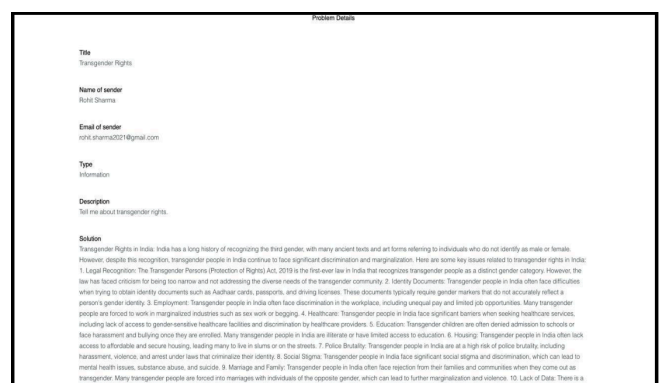 Problem Details
Title
Transgender Rights
Name of sender
Rohit Sharma
Email of sender
rohit.sharma2021@gmail.com
Type
Information
Description
Tell me about transgender rights.
Solution
Transgender Rights in India: India has a long history of recognizing the third gender, with many ancient texts and art forms referring to individuals who do not identify as male or female.
However, despite this recognition, transgender people in India continue to face significant discrimination and marginalization. Here are some key issues related to transgender rights in India:
1. Legal Recognition: The Transgender Persons (Protection of Rights) Act, 2019 is the first-ever law in India that recognizes transgender people as a distinct gender category. However, the
law has faced criticism for being too narrow and not addressing the diverse needs of the transgender community. 2. Identity Documents: Transgender people in India often face difficulties
when trying to obtain identity documents such as Aadhaar cards, passports, and driving licenses. These documents typically require gender markers that do not accurately reflect a
person's gender identity. 3. Employment: Transgender people in India often face discrimination in the workplace, including unequal pay and limited job opportunities. Many transgender
people are forced to work in marginalized industries such as sex work or begging. 4. Healthcare: Transgender people in India face significant barriers when seeking healthcare services,
including lack of access to gender-sensitive healthcare facilities and discrimination by healthcare providers. 5. Education: Transgender children are often denied admission to schools or
face harassment and bullying once they are enrolled. Many transgender people in India are illiterate or have limited access to education. 6. Housing: Transgender people in India often lack
access to affordable and secure housing, leading many to live in slums or on the streets. 7. Police Brutality: Transgender people in India are at a high risk of police brutality, including
harassment, violence, and arrest under laws that criminalize their identity. 8. Social Stigma: Transgender people in India face significant social stigma and discrimination, which can lead to
mental health issues, substance abuse, and suicide. 9. Marriage and Family: Transgender people in India often face rejection from their families and communities when they come out as
transgender. Many transgender people are forced into marriages with individuals of the opposite gender, which can lead to further marginalization and violence. 10. Lack of Data: There is a